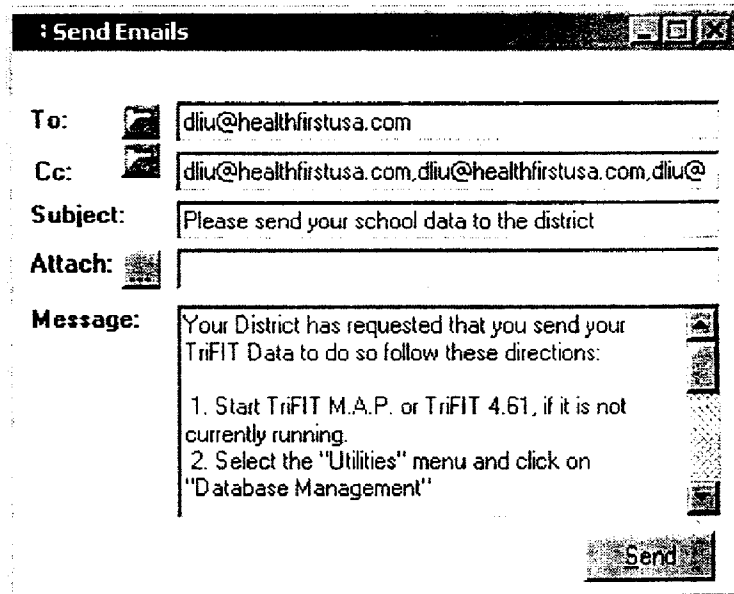 Send Emails
To: dliu@healthfirstusa.com
Cc: dliu@healthfirstusa.com,dliu@healthfirstusa.com,dliu@
Subject: Please send your school data to the district
Attach: ...
Message: Your District has requested that you send your
TriFIT Data to do so follow these directions:
1. Start TriFIT M.A.P. or TriFIT 4.61, if it is not
currently running.
2. Select the "Utilities" menu and click on
"Database Management"
Send